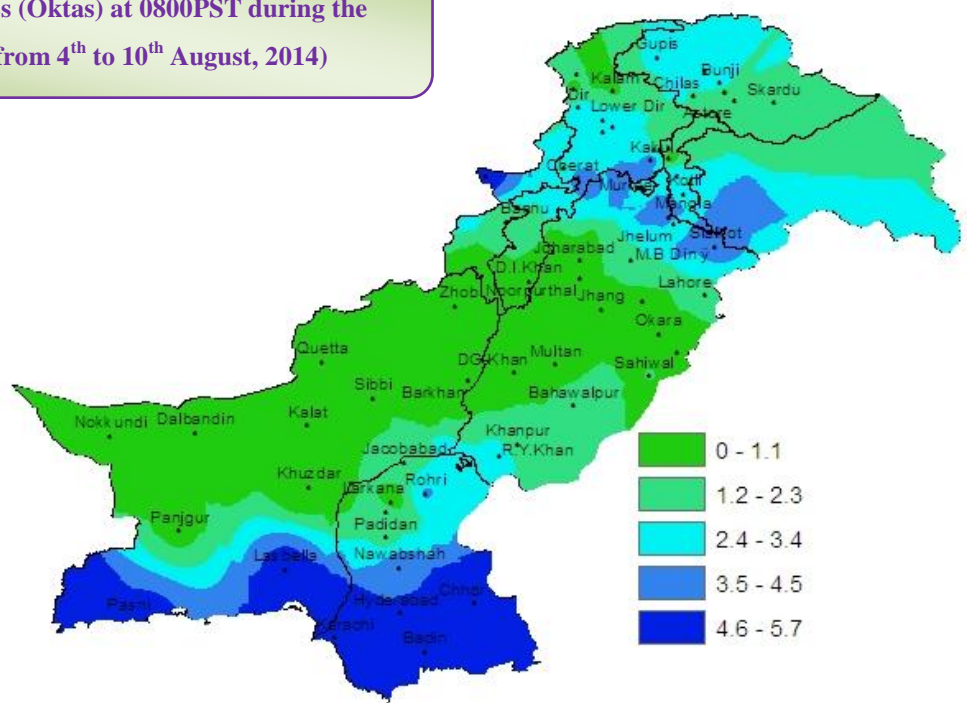 s (Oktas) at 0800PST during the
from 4th to 10th August, 2014)
Gupis
Kalam
Chilas
Bunji
Skardu
Dir
Lower Dir
Astore
Kakul
Cherat
Kotli
Mangla
Bannu
Jhelum
Sialkot
Joharabad
M.B Din
D.I.Khan
Lahore
Zhob
Noorpurthal
Jhang
Okara
Quetta
DG Khan
Multan
Sahiwal
Sibbi
Barkhan
Bahawalpur
Nokkundi
Dalbandin
Kalat
Khanpur
Jacobabad
R.Y.Khan
0 - 1.1
Khuzdar
Larkana
Rohri
1.2 - 2.3
Panjgur
Padidan
2.4 - 3.4
Lasbella
Nawabshah
3.5 - 4.5
Pasni
Hyderabad
Chhor
4.6 - 5.7
Karachi
Badin